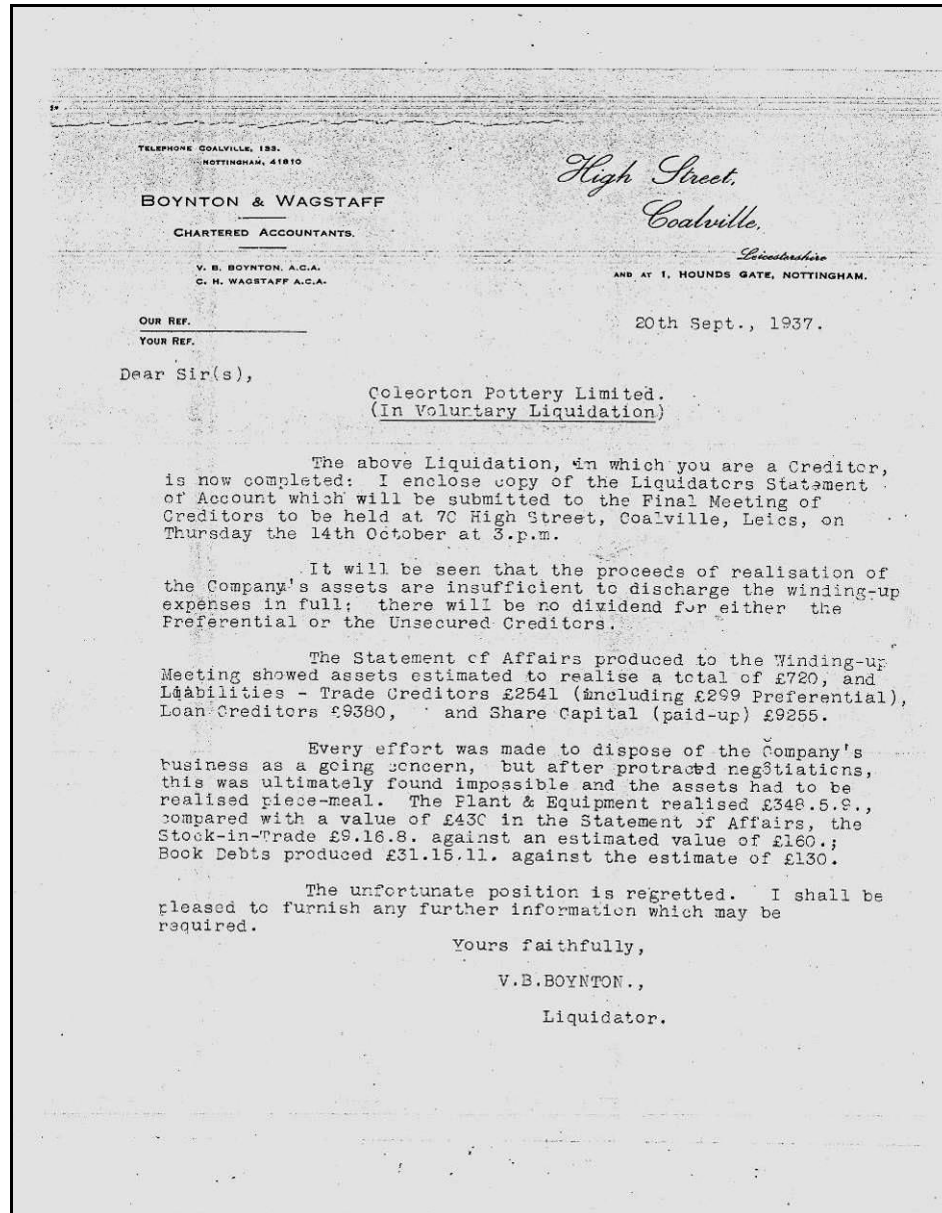 TELEPHONE COALVILLE, 133.
NOTTINGHAM, 41810
BOYNTON & WAGSTAFF
CHARTERED ACCOUNTANTS.
V. B. BOYNTON, A.C.A.
C. H. WAGSTAFF A.C.A.
High Street,
Coalville,
Leicestershire
AND AT 1, HOUNDS GATE, NOTTINGHAM.
OUR REF.
YOUR REF.
20th Sept., 1937.
Dear Sir(s),
Coleorton Pottery Limited.
(In Voluntary Liquidation)
The above Liquidation, in which you are a Creditor,
is now completed: I enclose copy of the Liquidators Statement
of Account which will be submitted to the Final Meeting of
Creditors to be held at 70 High Street, Coalville, Leics, on
Thursday the 14th October at 3.p.m.
It will be seen that the proceeds of realisation of
the Company's assets are insufficient to discharge the winding-up
expenses in full: there will be no dividend for either the
Preferential or the Unsecured Creditors.
The Statement of Affairs produced to the Winding-up
Meeting showed assets estimated to realise a total of £720, and
Liabilities - Trade Creditors £2541 (including £299 Preferential),
Loan Creditors £9380, and Share Capital (paid-up) £9255.
Every effort was made to dispose of the Company's
business as a going concern, but after protracted negotiations,
this was ultimately found impossible and the assets had to be
realised piece-meal. The Plant & Equipment realised £348.5.9.,
compared with a value of £430 in the Statement of Affairs, the
Stock-in-Trade £9.16.8. against an estimated value of £160.;
Book Debts produced £31.15.11. against the estimate of £130.
The unfortunate position is regretted. I shall be
pleased to furnish any further information which may be
required.
Yours faithfully,
V.B.BOYNTON.,
Liquidator.